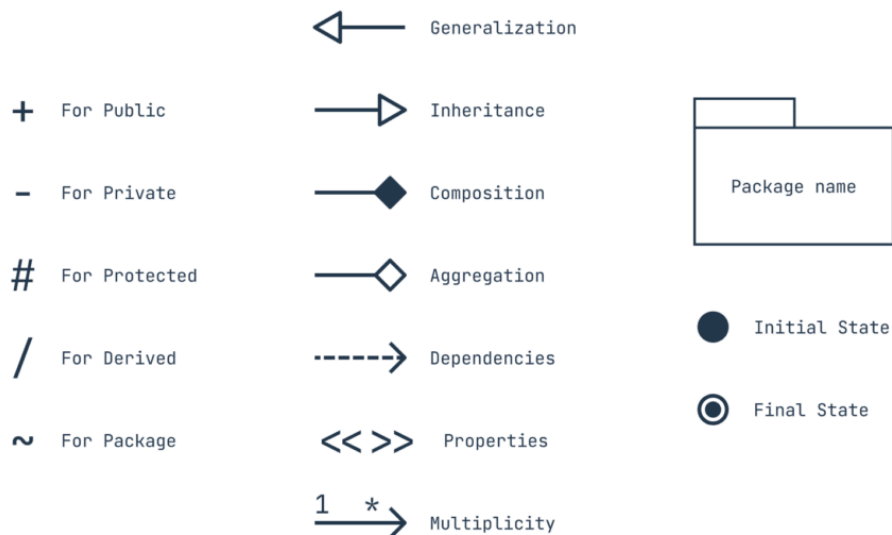 Generalization
+ For Public
Inheritance
- For Private
Composition
Package name
# For Protected
Aggregation
Initial State
/ For Derived
Dependencies
Final State
~ For Package
<< >> Properties
1 *
Multiplicity